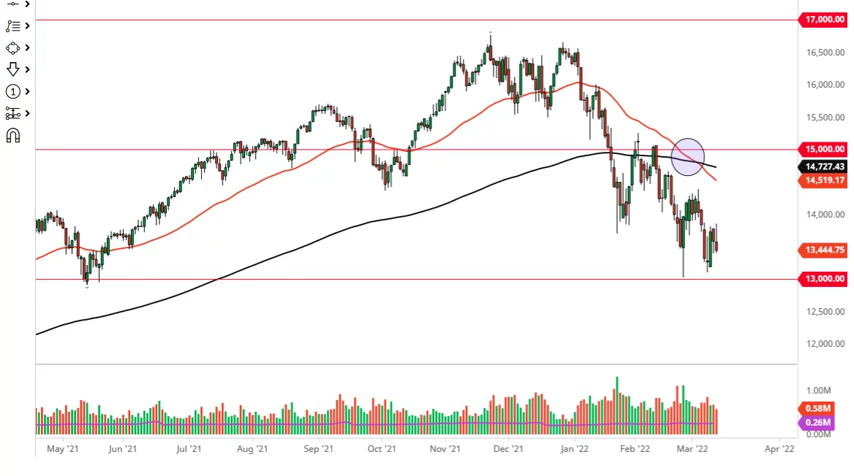 17,000.00
16,500.00
16,000.00
15,500.00
15,000.00
14,727.43
14,519.17
14,000.00
13,444.75
13,000.00
12,500.00
12,000.00
1
1.00M
0.58M
0.26M
0.00M
May '21 Jun '21 Jul '21 Aug '21 Sep '21 Oct '21 Nov '21 Dec '21 Jan '22 Feb '22 Mar '22 Apr '22